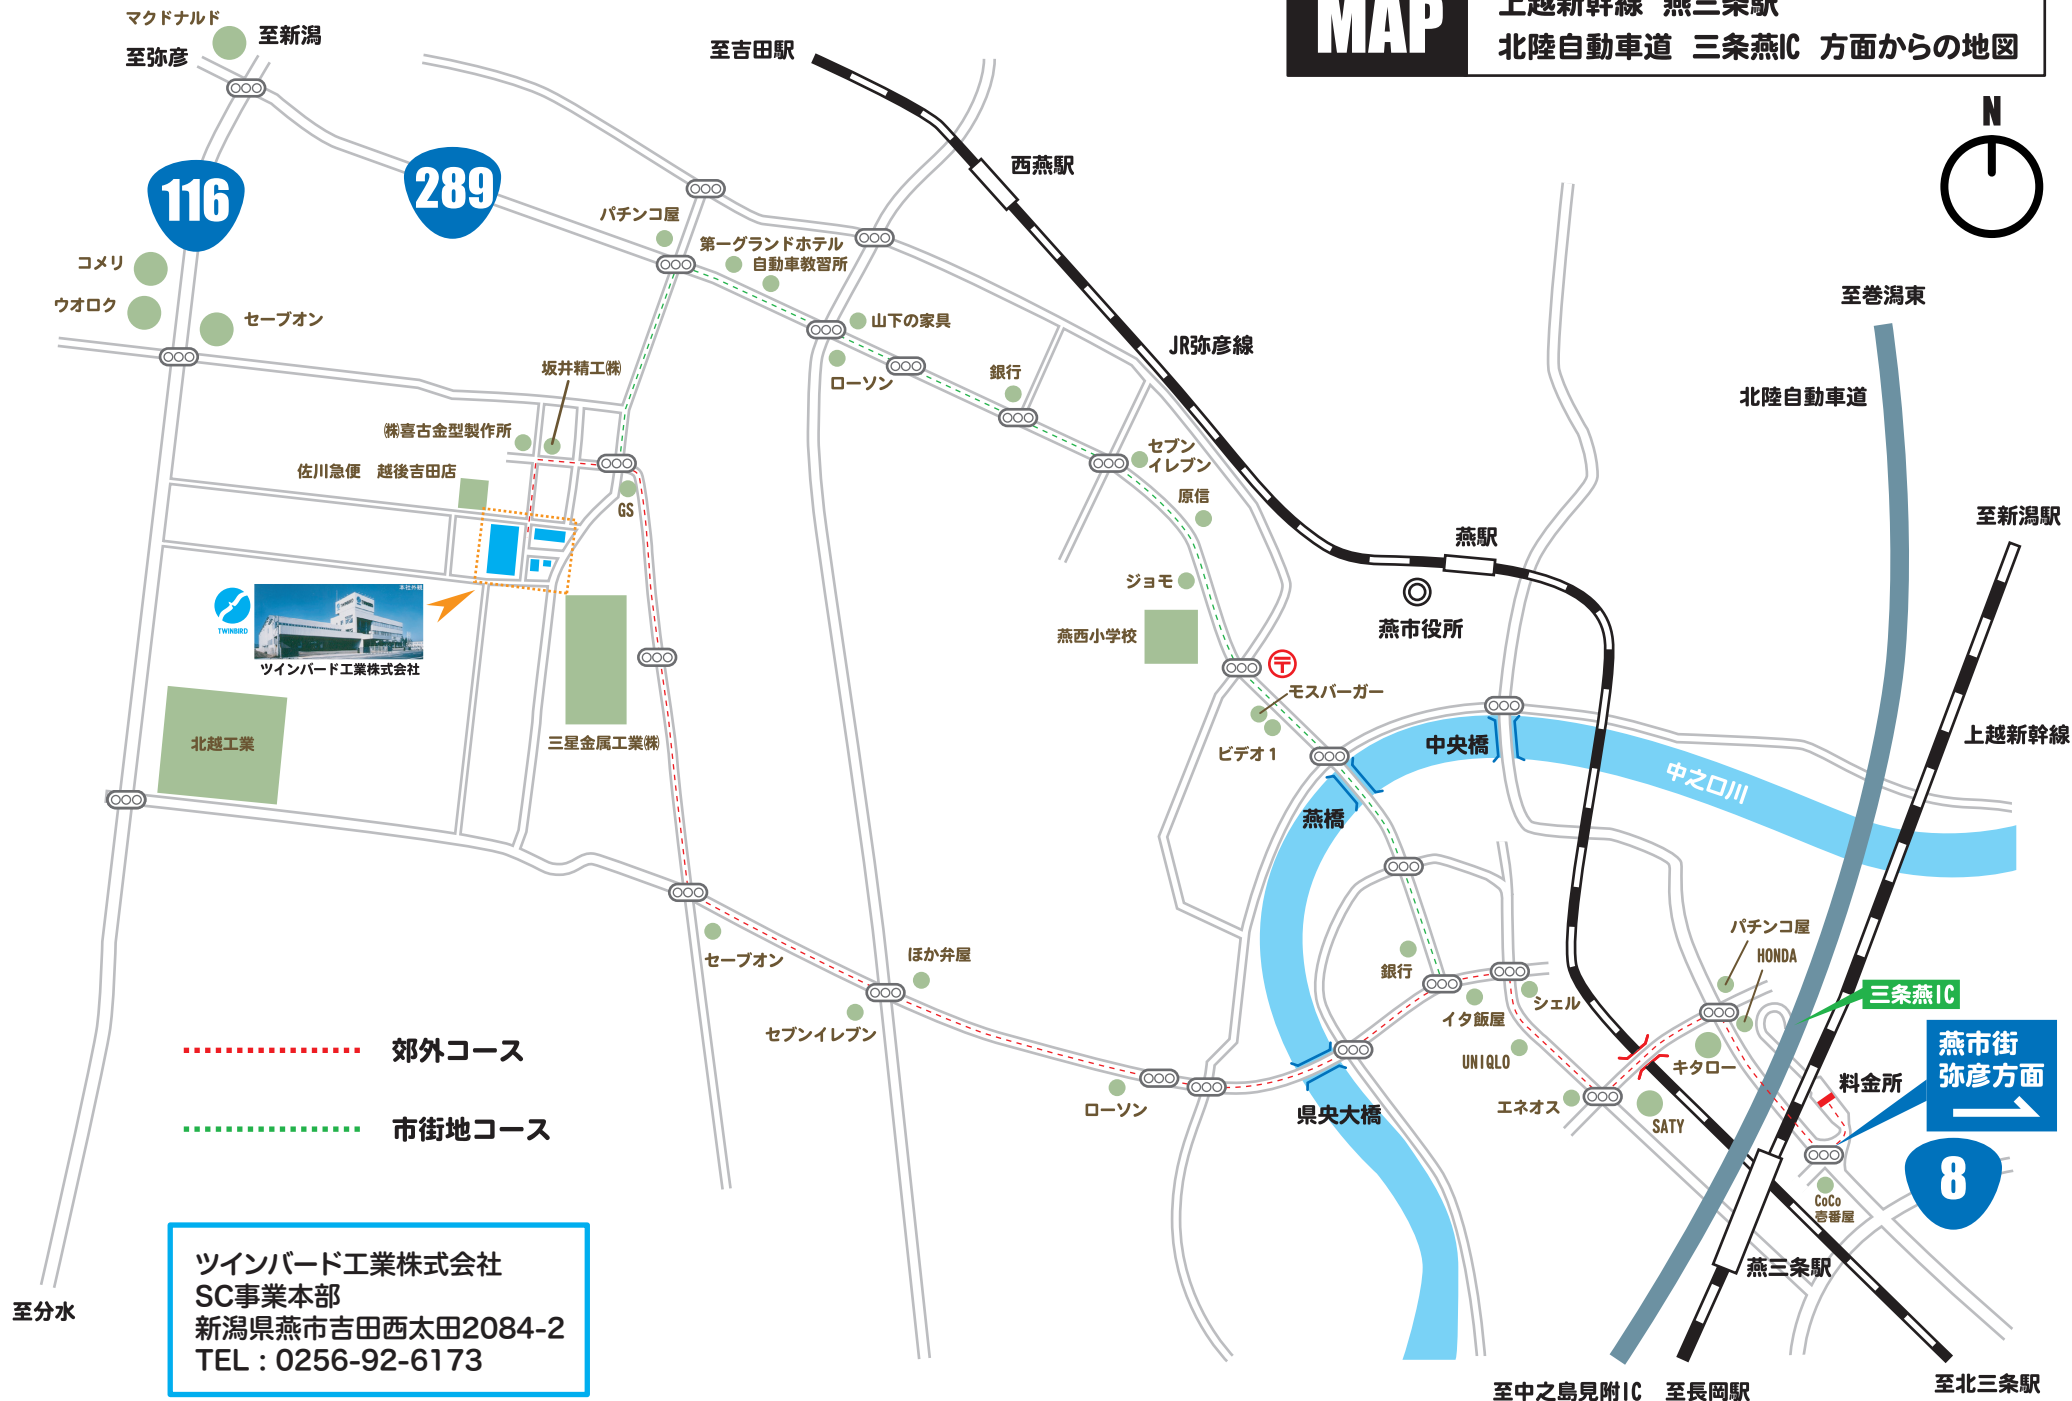 MAP
上越新幹線 燕三条駅
北陸自動車道 三条燕IC 方面からの地図
N
マクドナルド
至新潟
至弥彦
至吉田駅
西燕駅
116
289
パチンコ屋
第一グランドホテル
自動車教習所
コメリ
ウオロク
セーブオン
山下の家具
ローソン
JR弥彦線
至巻潟東
北陸自動車道
坂井精工㈱
銀行
㈱喜古金型製作所
佐川急便 越後吉田店
GS
セブン
イレブン
原信
燕駅
至新潟駅
ジョモ
燕西小学校
燕市役所
本社外観
TWINBIRD
ツインバード工業株式会社
〒
モスバーガー
ビデオ1
中央橋
中之口川
上越新幹線
北越工業
三星金属工業㈱
燕橋
セーブオン
ほか弁屋
セブンイレブン
銀行
イタ飯屋
シェル
UNIQLO
パチンコ屋
HONDA
三条燕IC
キタロー
料金所
燕市街
弥彦方面
8
郊外コース
市街地コース
ローソン
県央大橋
エネオス
SATY
CoCo
壱番屋
燕三条駅
ツインバード工業株式会社
SC事業本部
新潟県燕市吉田西太田2084-2
TEL：0256-92-6173
至分水
至中之島見附IC
至長岡駅
至北三条駅